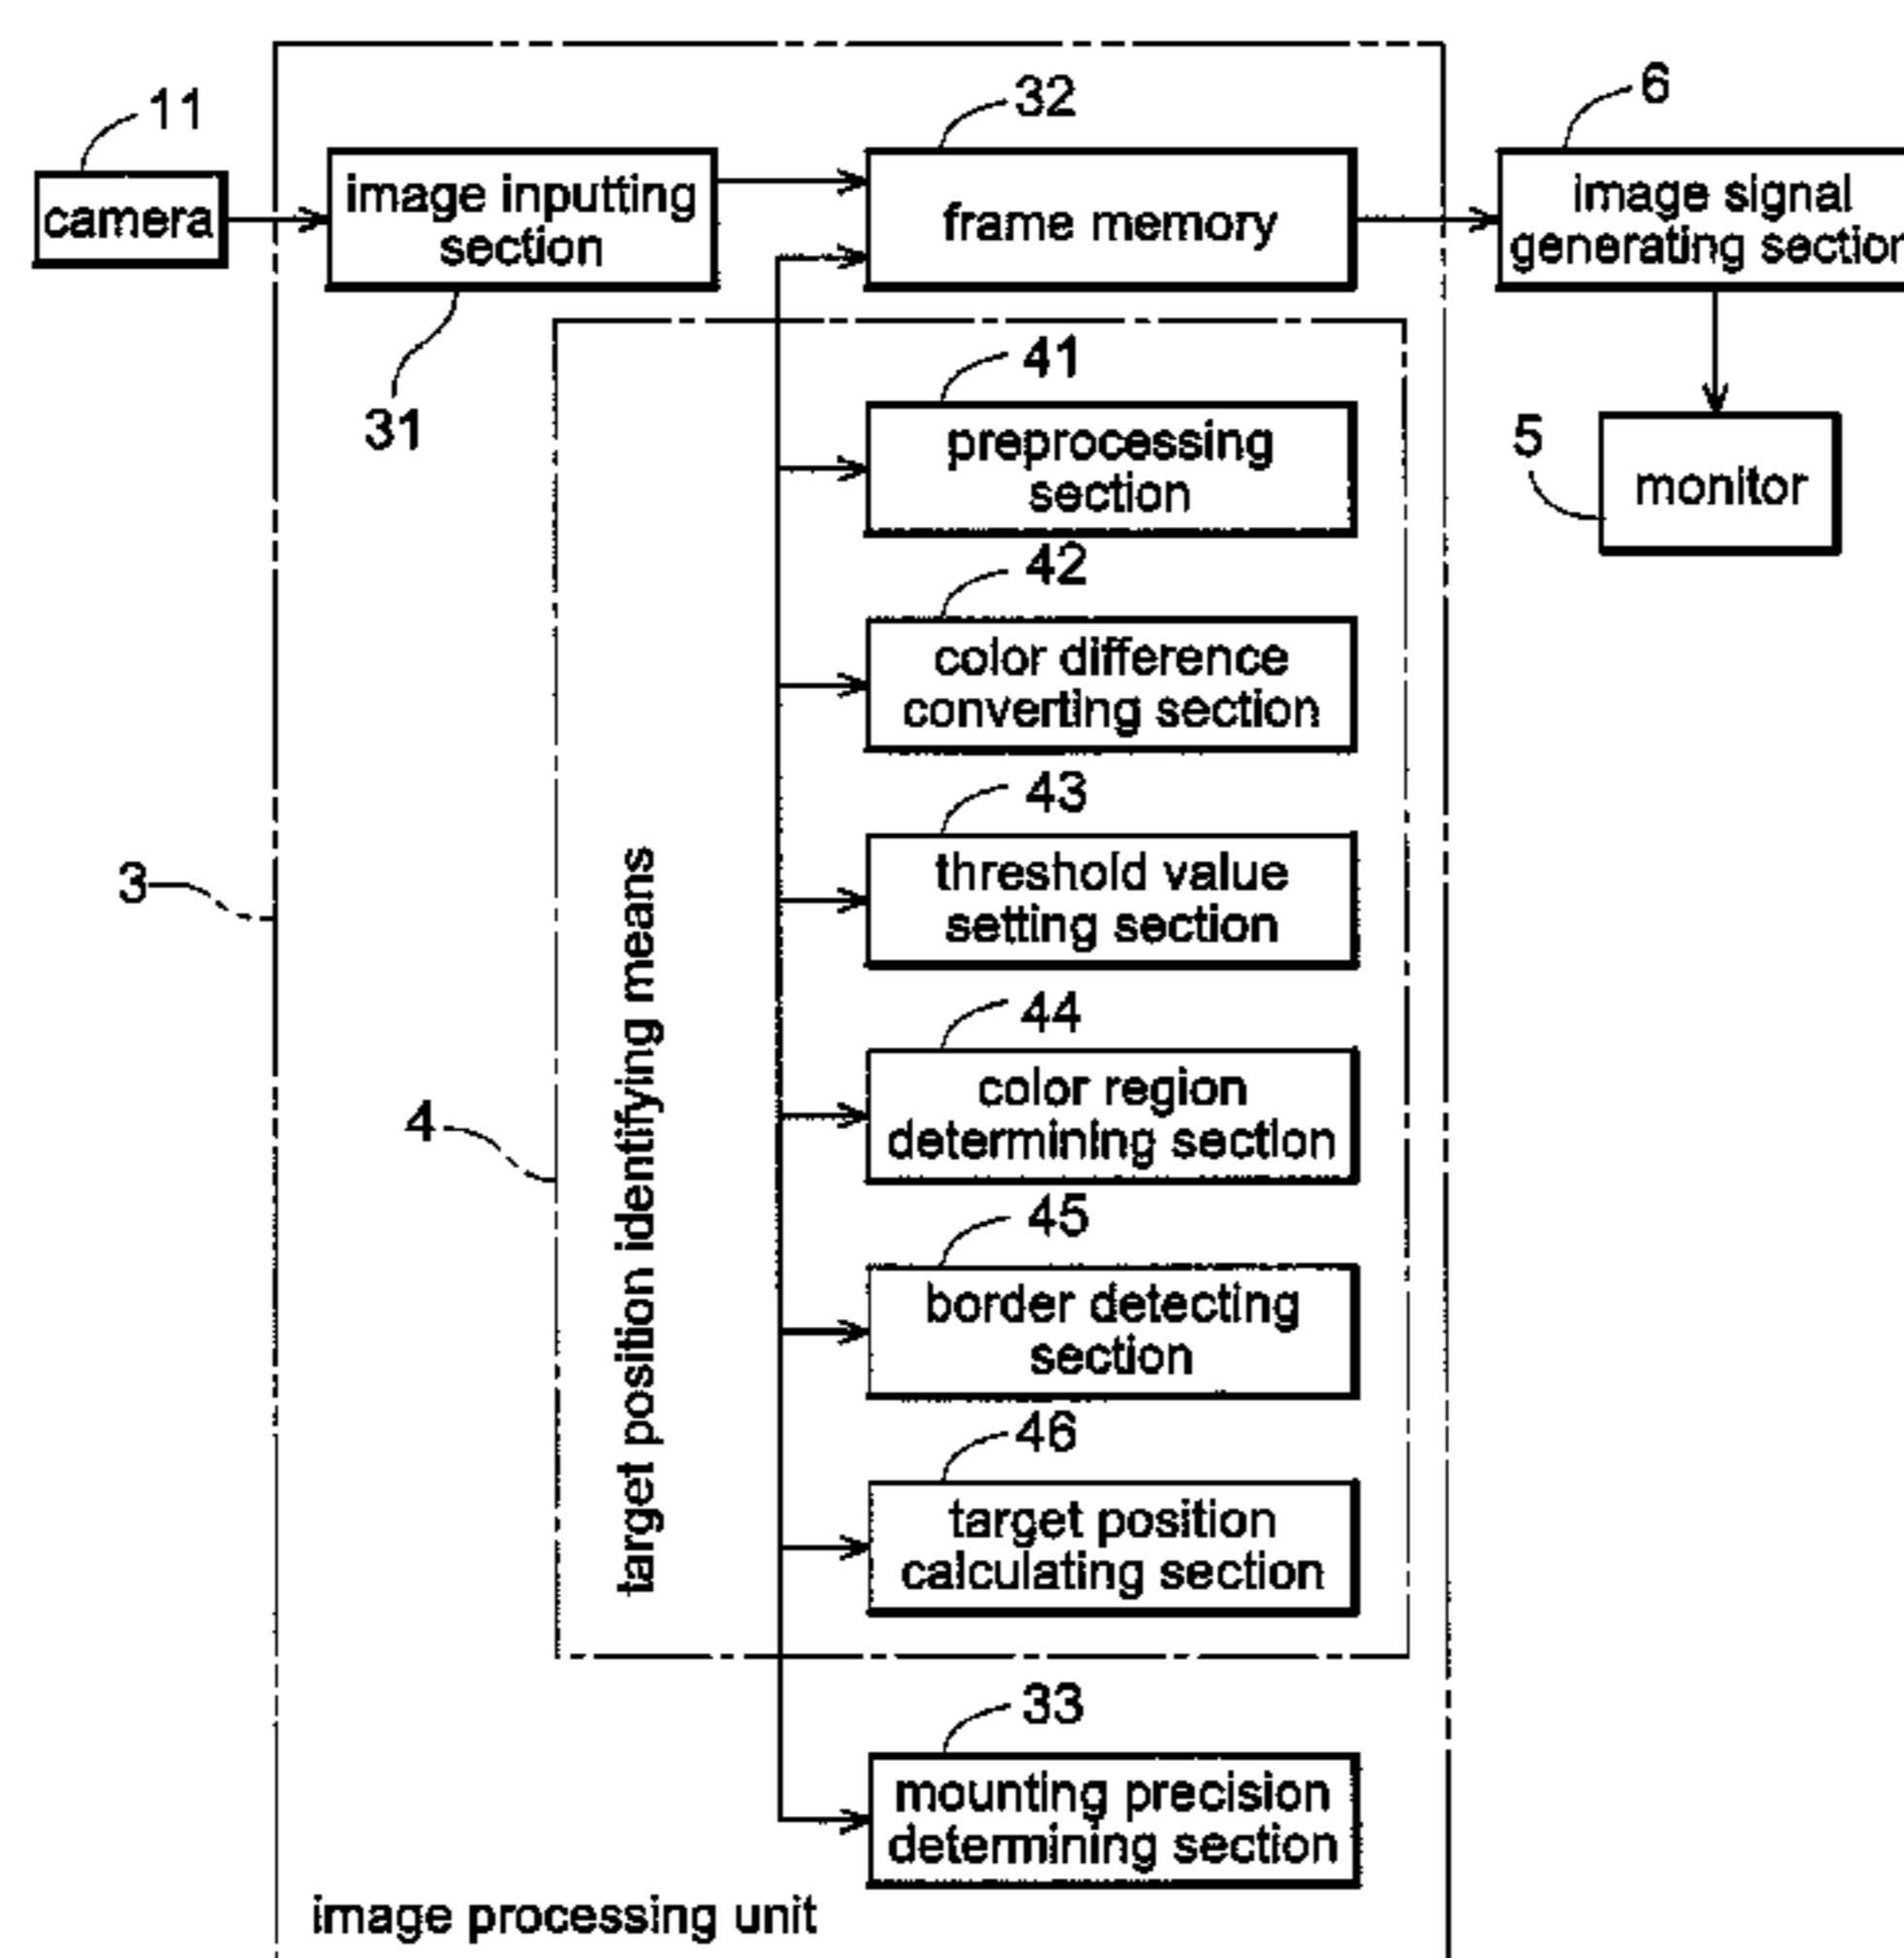 11
camera
image inputting
section
31
32
frame memory
6
image signal
generating section
5
monitor
3
4
target position identifying means
41
preprocessing
section
42
color difference
converting section
43
threshold value
setting section
44
color region
determining section
45
border detecting
section
46
target position
calculating section
33
mounting precision
determining section
image processing unit